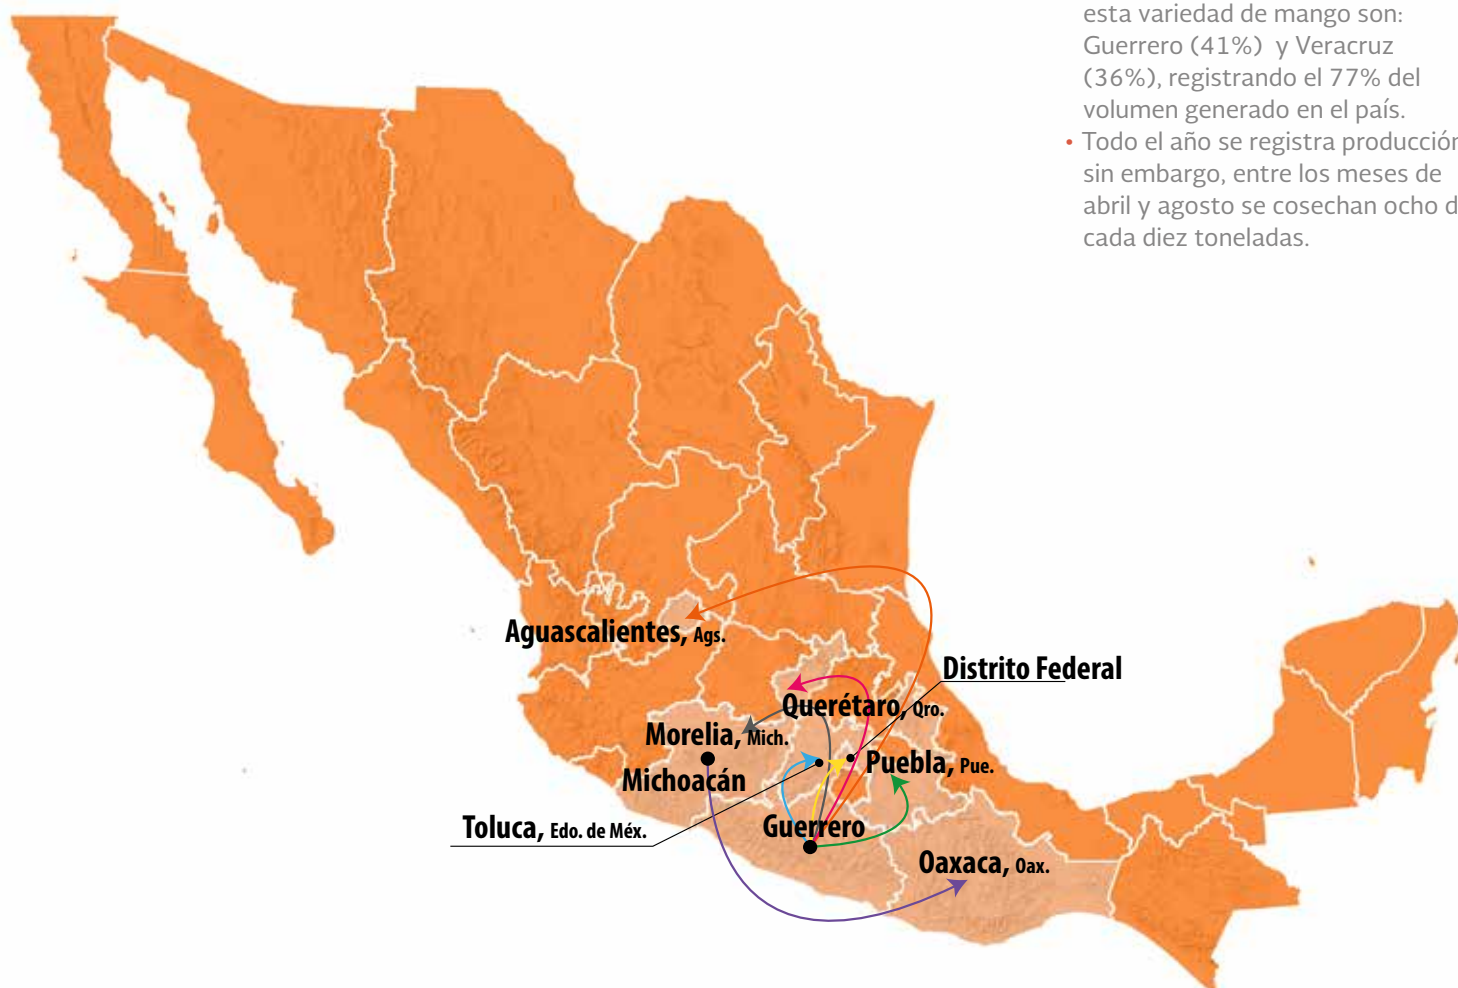 esta variedad de mango son:
Guerrero (41%) y Veracruz
(36%), registrando el 77% del
volumen generado en el país.
• Todo el año se registra producción
sin embargo, entre los meses de
abril y agosto se cosechan ocho d
cada diez toneladas.
Aguascalientes, Ags.
Distrito Federal
Querétaro, Qro.
Morelia, Mich.
Puebla, Pue.
Michoacán
Toluca, Edo. de Méx.
Guerrero
Oaxaca, Oax.